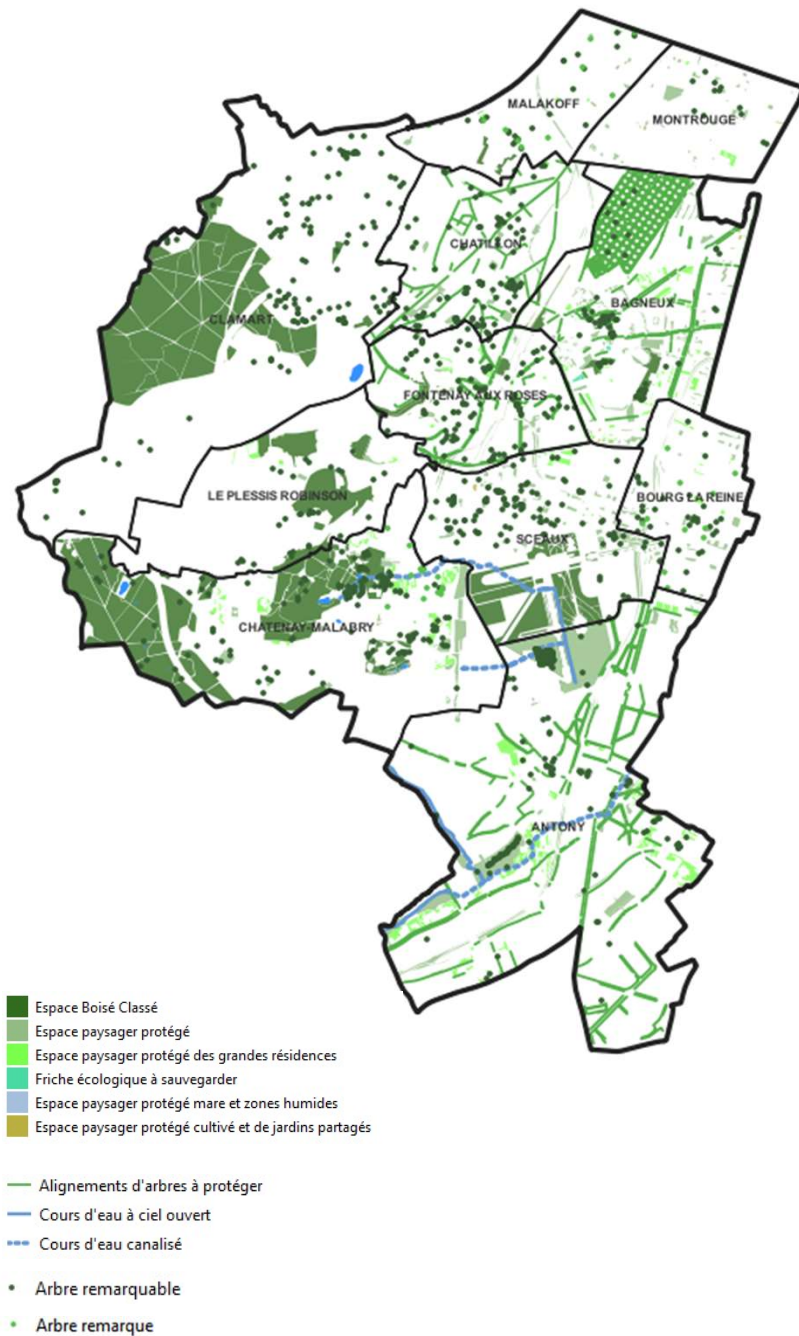 MALAKOFF
MONTROUGE
CHATILLON
BAGNEUX
CLAMART
FONTENAY AUX ROSES
LE PLESSIS ROBINSON
BOURG LA REINE
SCEAUX
CHATENAY-MALABRY
ANTONY
Espace Boisé Classé
Espace paysager protégé
Espace paysager protégé des grandes résidences
Friche écologique à sauvegarder
Espace paysager protégé mare et zones humides
Espace paysager protégé cultivé et de jardins partagés
Alignements d'arbres à protéger
Cours d'eau à ciel ouvert
Cours d'eau canalisé
Arbre remarquable
Arbre remarque